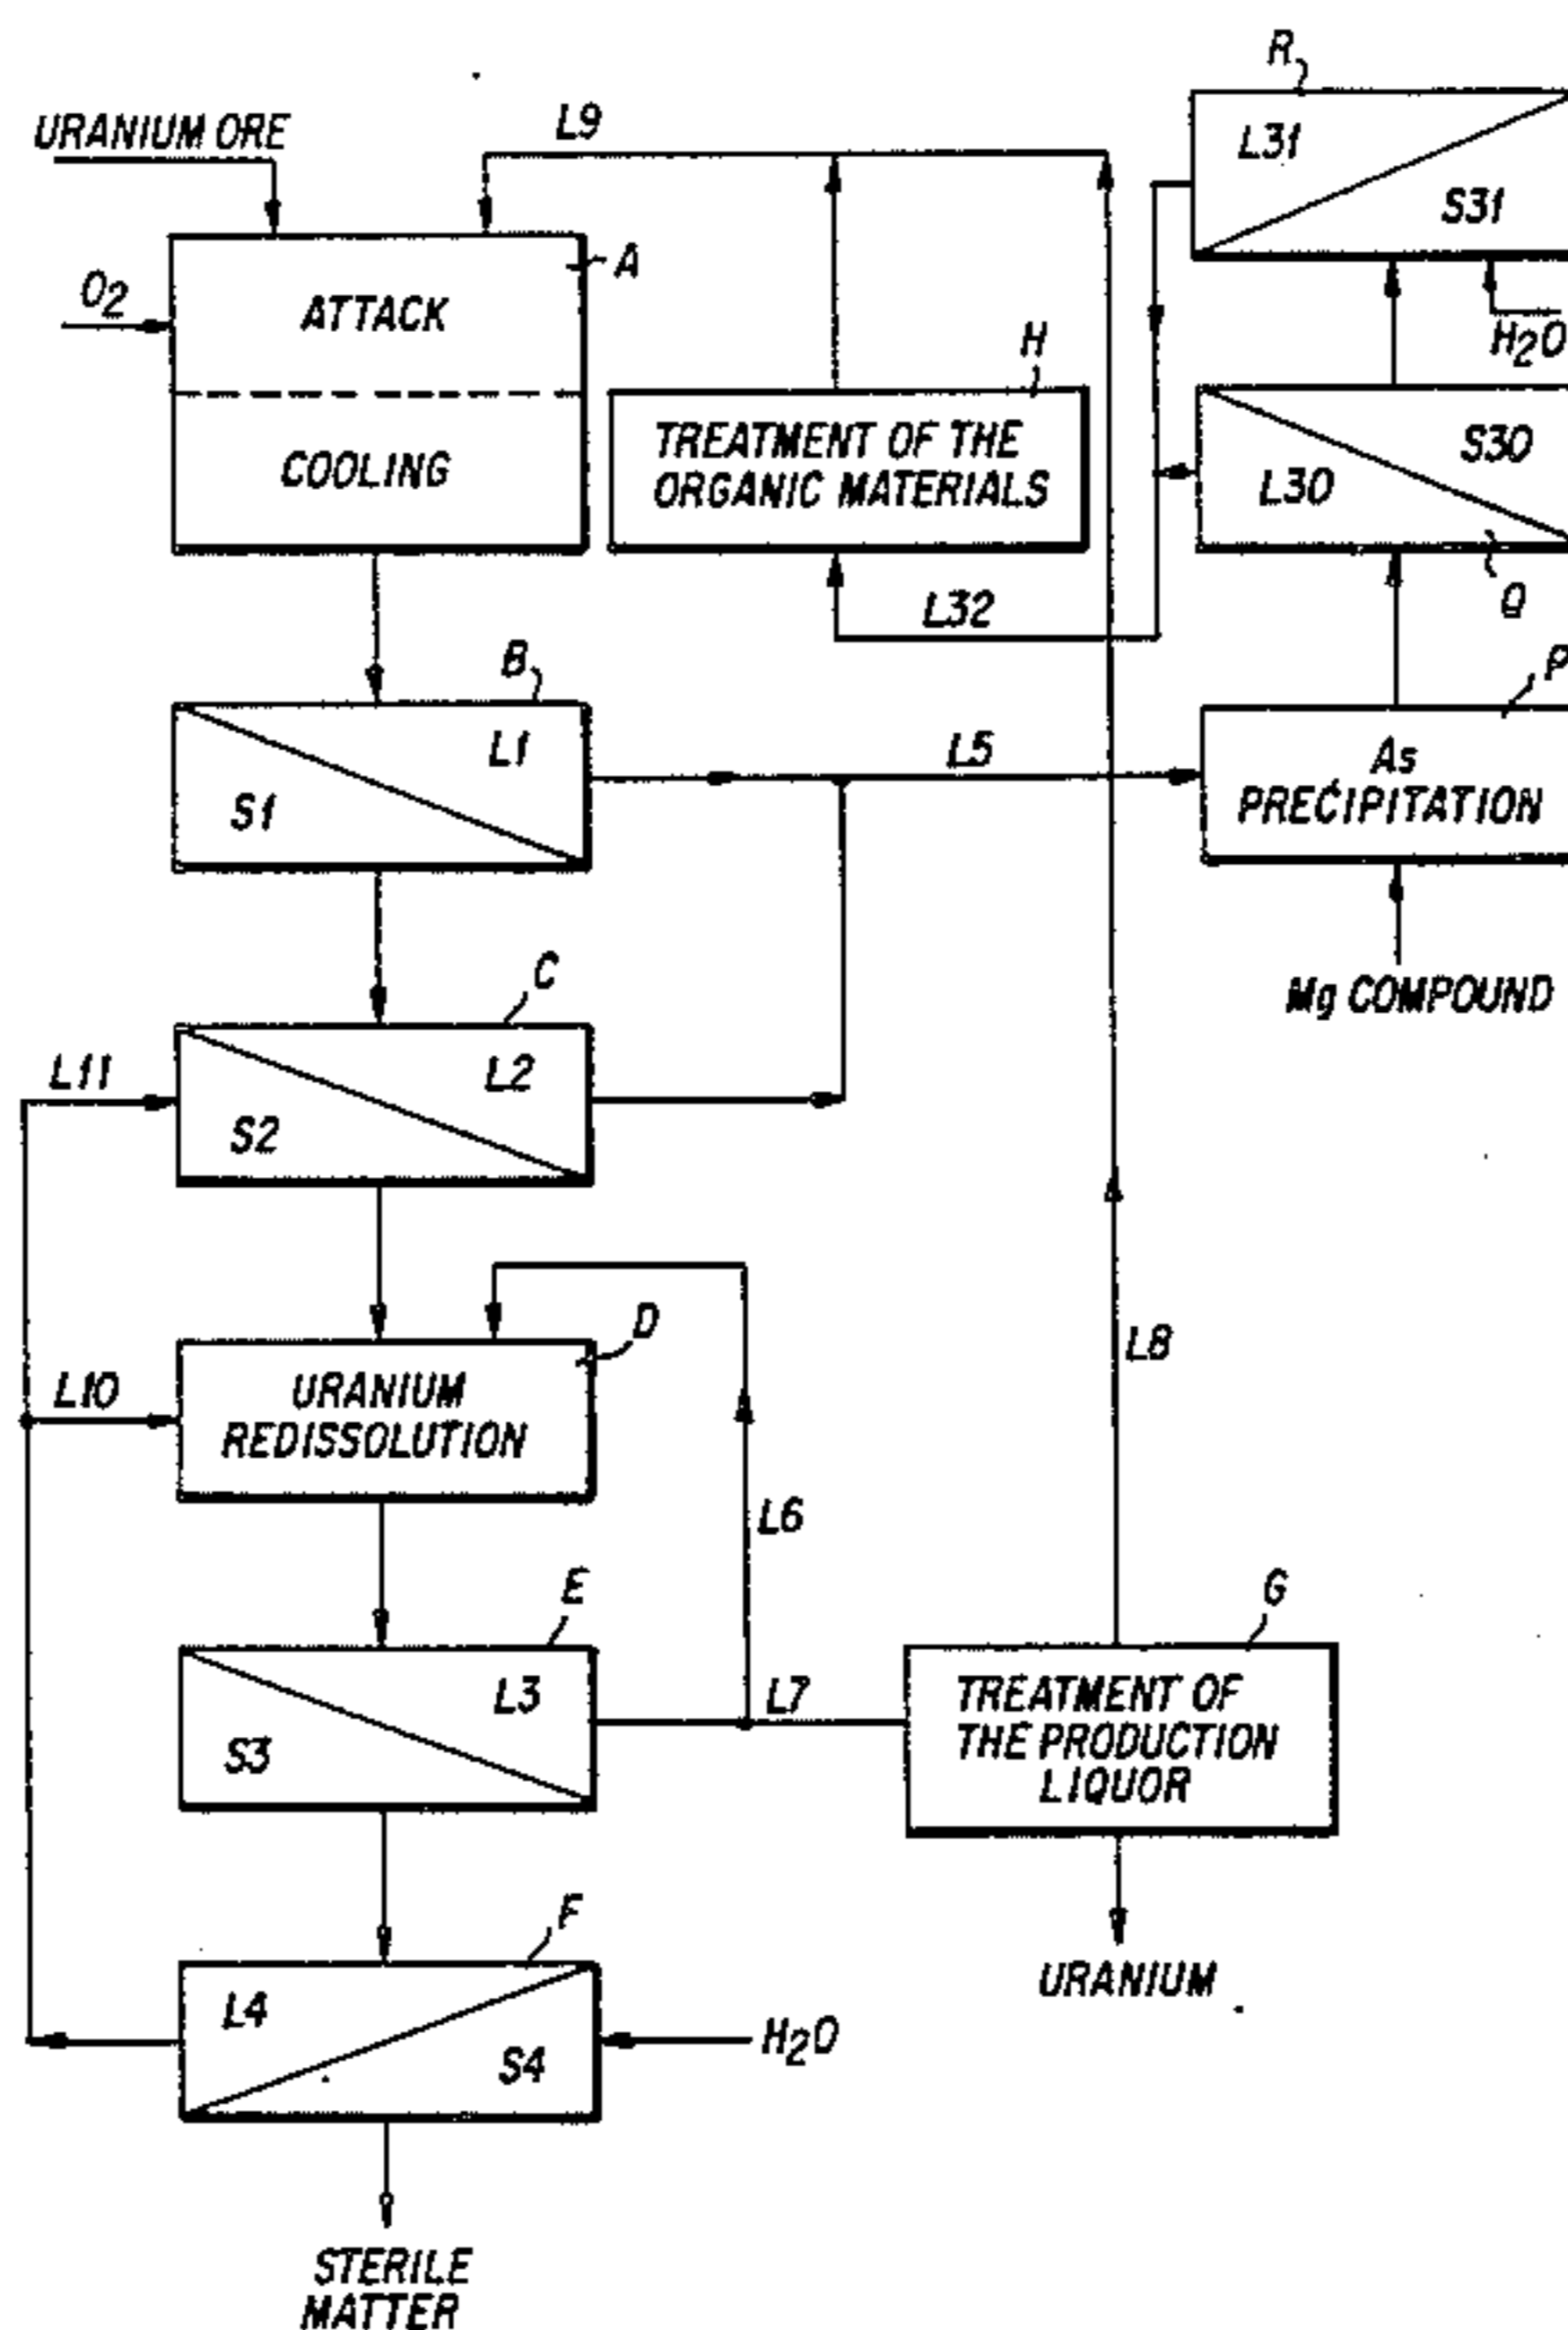 R
L9
L31
URANIUM ORE
S31
A
O2
ATTACK
H
H2O
COOLING
TREATMENT OF THE
ORGANIC MATERIALS
S30
L30
L32
Q
B
P
L1
L5
As
S1
PRECIPITATION
C
Mg COMPOUND
L11
L2
S2
D
L8
L10
URANIUM
REDISSOLUTION
L6
E
G
L3
L7
TREATMENT OF
THE PRODUCTION
LIQUOR
S3
F
URANIUM
L4
H2O
S4
STERILE
MATTER